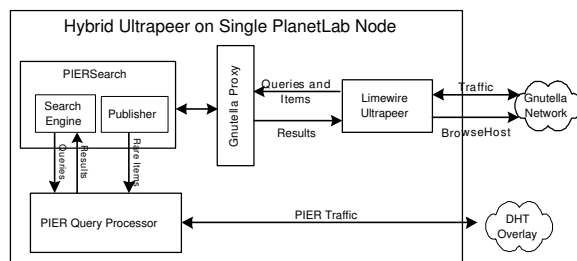 Hybrid Ultrapeer on Single PlanetLab Node
PIERSearch
Search
Engine
Publisher
Gnutella Proxy
Queries and
Items
Results
Limewire
Ultrapeer
Traffic
BrowseHost
Gnutella
Network
Queries
Results
Rare Items
PIER Query Processor
PIER Traffic
DHT
Overlay